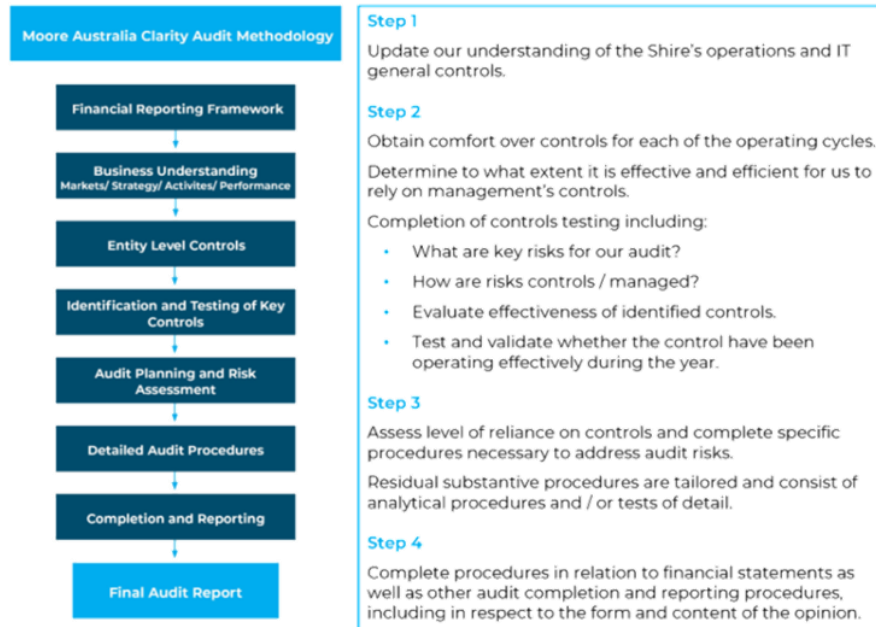 Moore Australia Clarity Audit Methodology
Financial Reporting Framework
Business Understanding
Markets/ Strategy/ Activites/ Performance
Entity Level Controls
Identification and Testing of Key
Controls
Audit Planning and Risk
Assessment
Detailed Audit Procedures
Completion and Reporting
Final Audit Report
Step 1
Update our understanding of the Shire's operations and IT
general controls.
Step 2
Obtain comfort over controls for each of the operating cycles.
Determine to what extent it is effective and efficient for us to
rely on management's controls.
Completion of controls testing including:
• What are key risks for our audit?
• How are risks controls / managed?
• Evaluate effectiveness of identified controls.
• Test and validate whether the control have been
operating effectively during the year.
Step 3
Assess level of reliance on controls and complete specific
procedures necessary to address audit risks.
Residual substantive procedures are tailored and consist of
analytical procedures and / or tests of detail.
Step 4
Complete procedures in relation to financial statements as
well as other audit completion and reporting procedures,
including in respect to the form and content of the opinion.